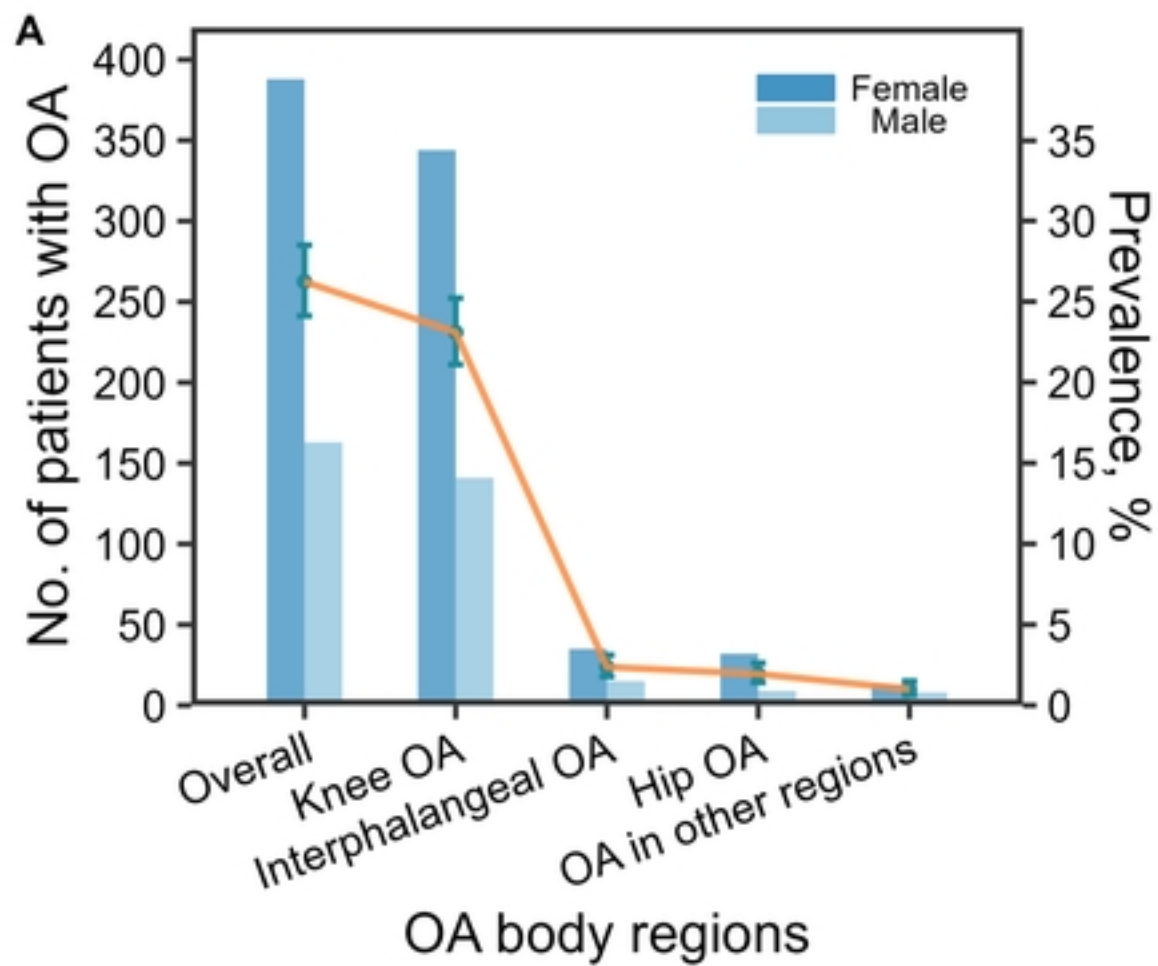 A
No. of patients with OA
400
350
300
250
200
150
100
50
0
Female
Male
35
30
25
20
15
10
5
0
Prevalence, %
Overall
Knee OA
Interphalangeal OA
Hip OA
OA in other regions
OA body regions